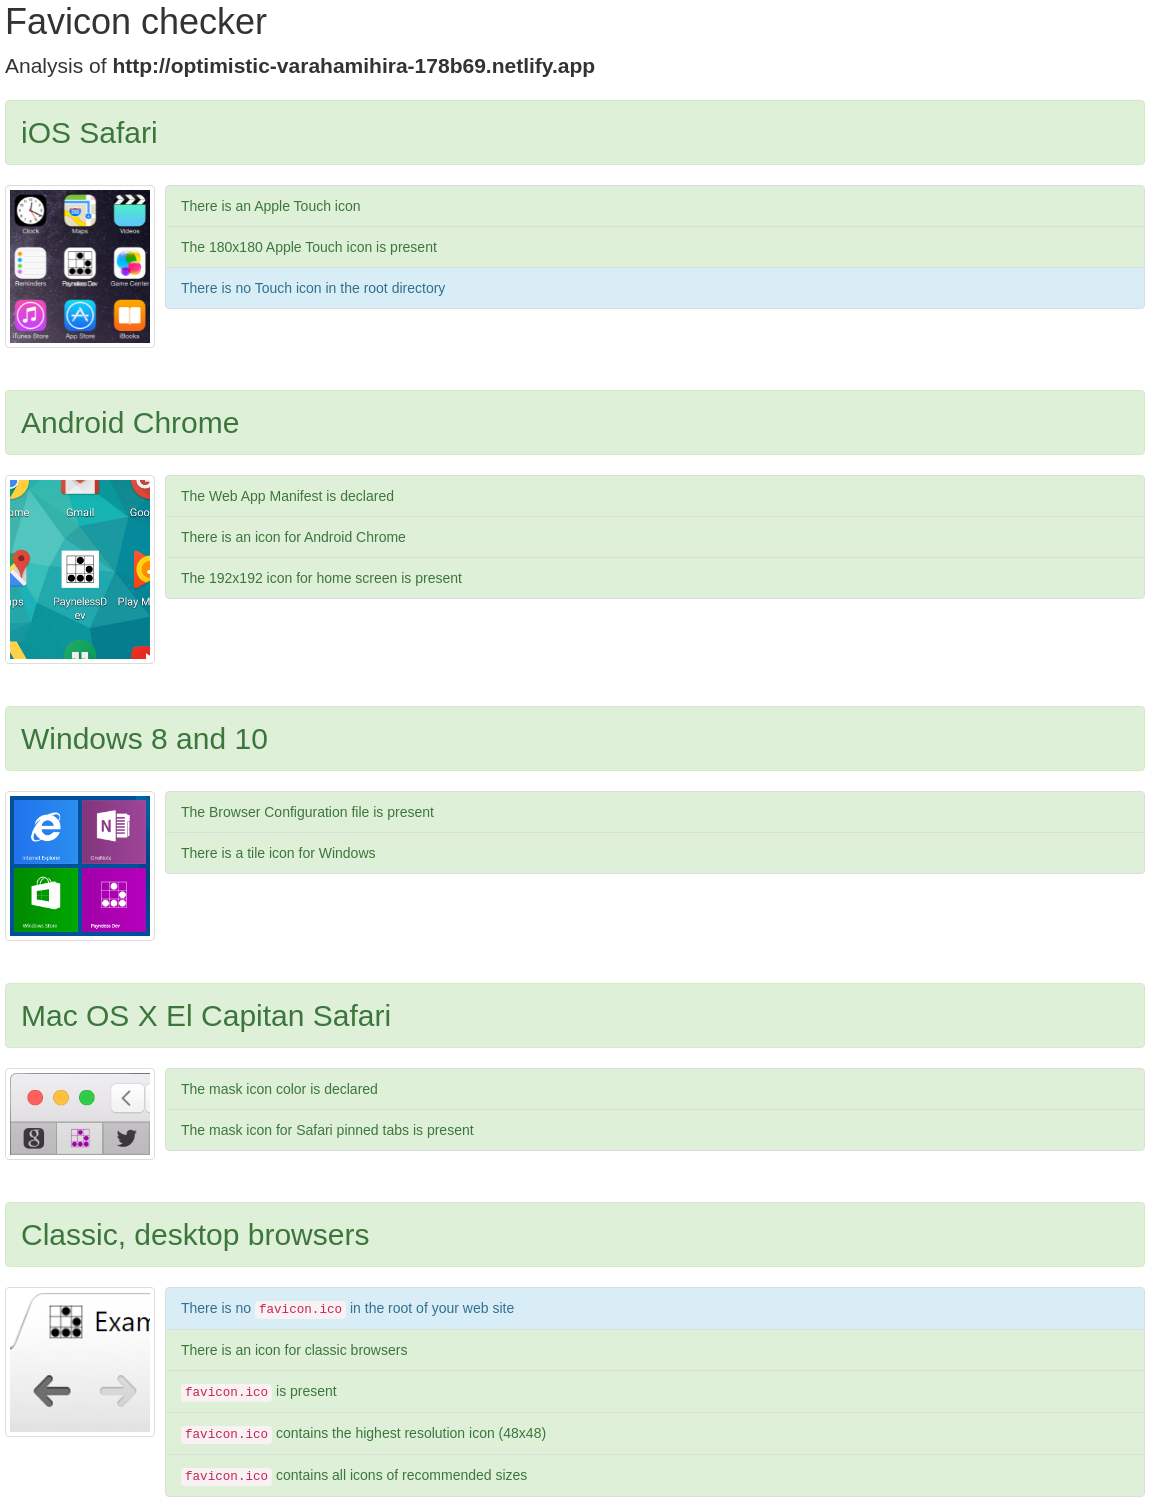 Favicon checker
Analysis of http://optimistic-varahamihira-178b69.netlify.app
iOS Safari
Clock Maps Videos
Reminders Payneless Dev Game Center
iTunes Store App Store iBooks
There is an Apple Touch icon
The 180x180 Apple Touch icon is present
There is no Touch icon in the root directory
Android Chrome
ome Gmail Goo
aps PaynelessD Play M
ev
The Web App Manifest is declared
There is an icon for Android Chrome
The 192x192 icon for home screen is present
Windows 8 and 10
Internet Explorer OneNote
Windows Store Payneless Dev
The Browser Configuration file is present
There is a tile icon for Windows
Mac OS X El Capitan Safari
The mask icon color is declared
The mask icon for Safari pinned tabs is present
Classic, desktop browsers
Exam
There is no favicon.ico in the root of your web site
There is an icon for classic browsers
favicon.ico is present
favicon.ico contains the highest resolution icon (48x48)
favicon.ico contains all icons of recommended sizes